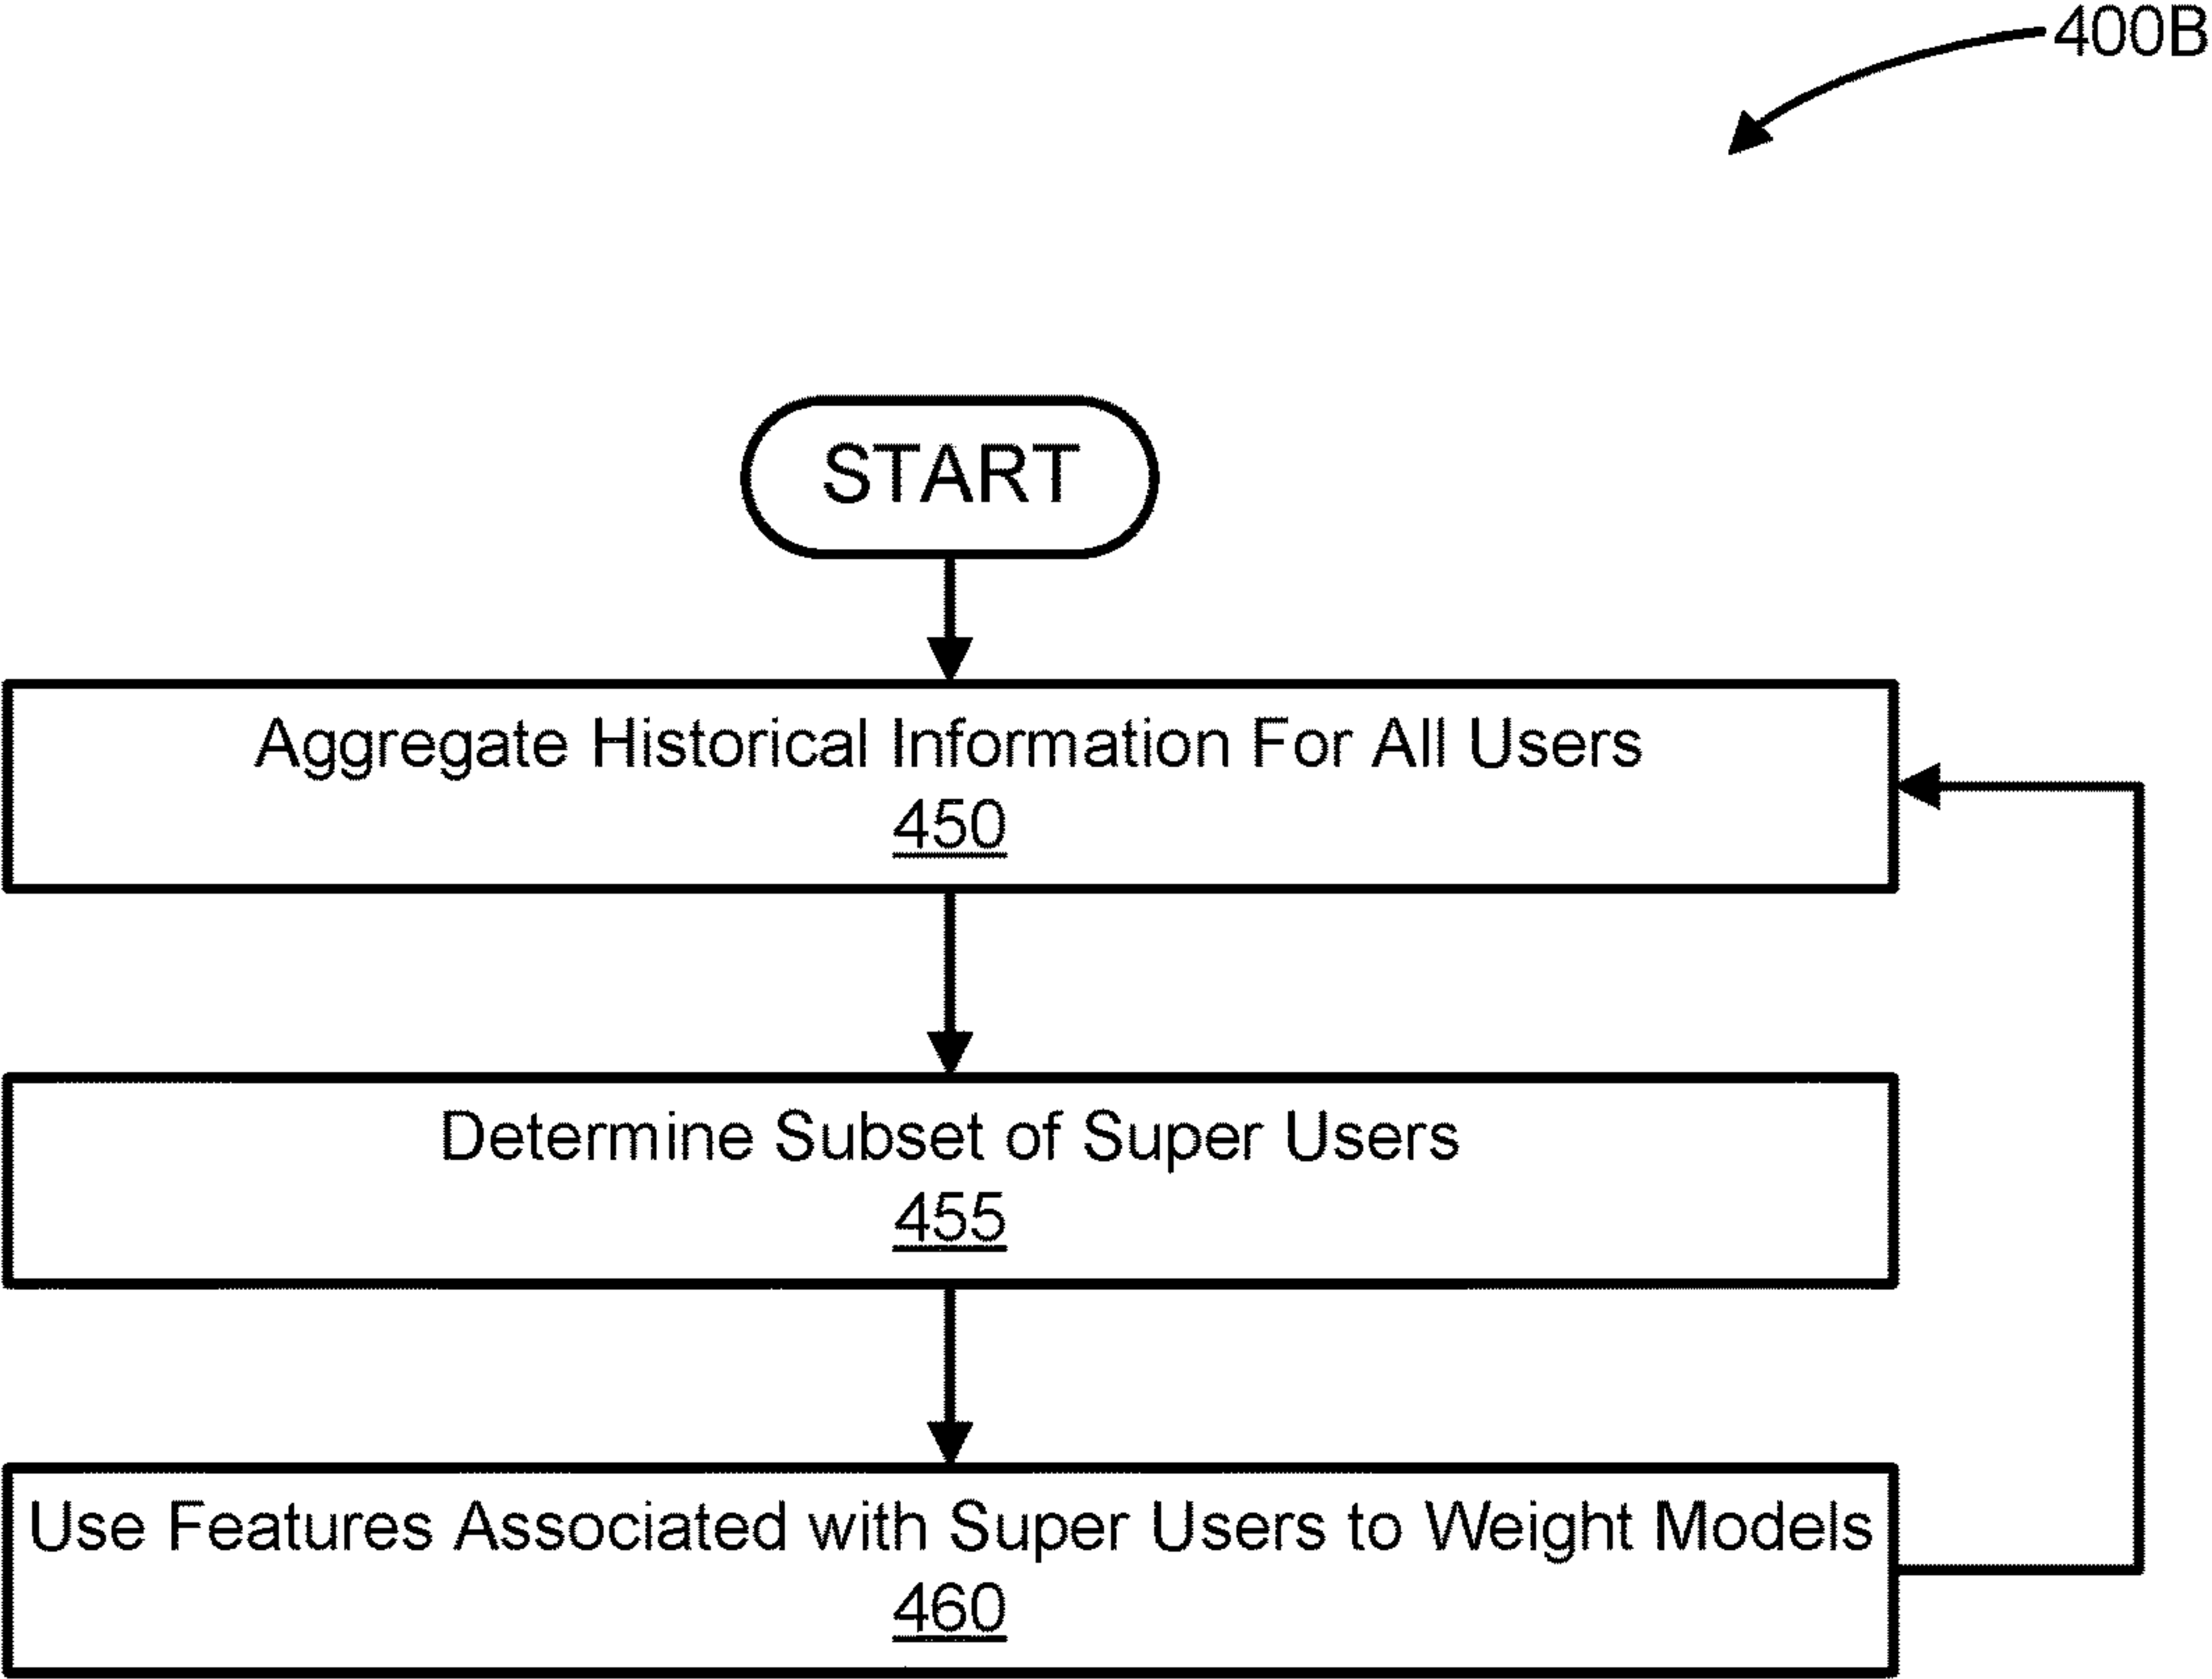 400B
START
Aggregate Historical Information For All Users
450
Determine Subset of Super Users
455
Use Features Associated with Super Users to Weight Models
460